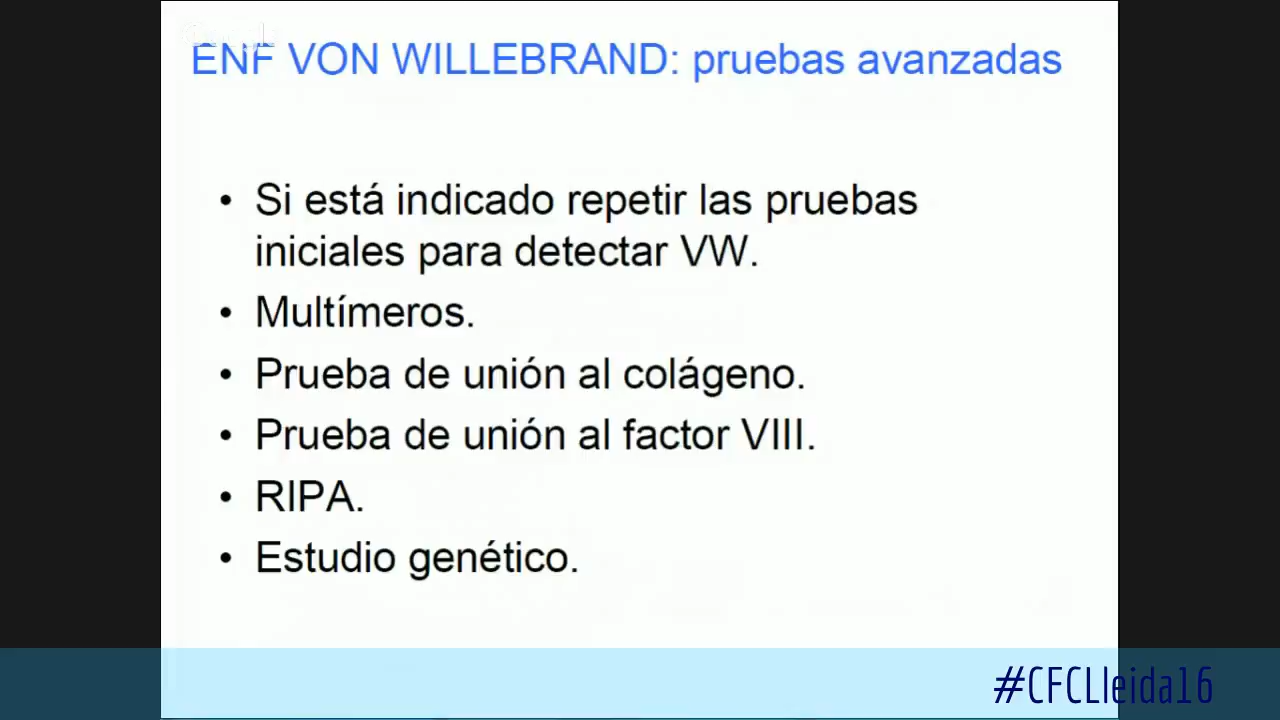 ENF VON WILLEBRAND: pruebas avanzadas
• Si está indicado repetir las pruebas
iniciales para detectar VW.
• Multímeros.
• Prueba de unión al colágeno.
• Prueba de unión al factor VIII.
• RIPA.
• Estudio genético.
#CFCLleida16